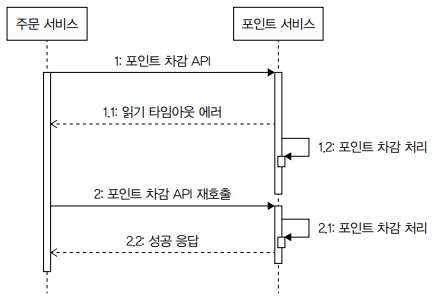 주문 서비스
포인트 서비스
1: 포인트 차감 API
1.1: 읽기 타임아웃 에러
1.2: 포인트 차감 처리
2: 포인트 차감 API 재호출
2.1: 포인트 차감 처리
2.2: 성공 응답